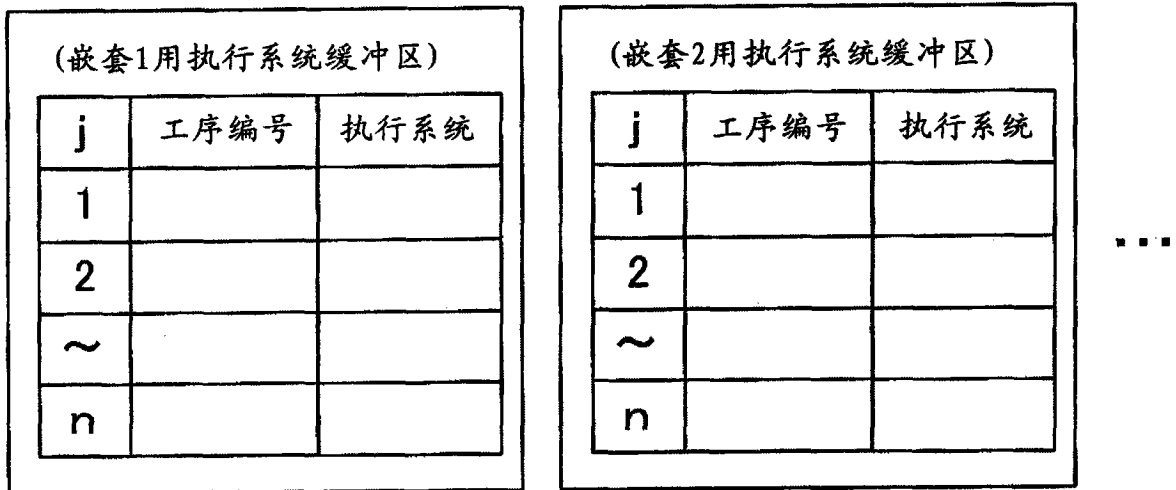 (嵌套1用执行系统缓冲区)
j 工序编号 执行系统
1
2
～
n
(嵌套2用执行系统缓冲区)
j 工序编号 执行系统
1
2
～
n
...